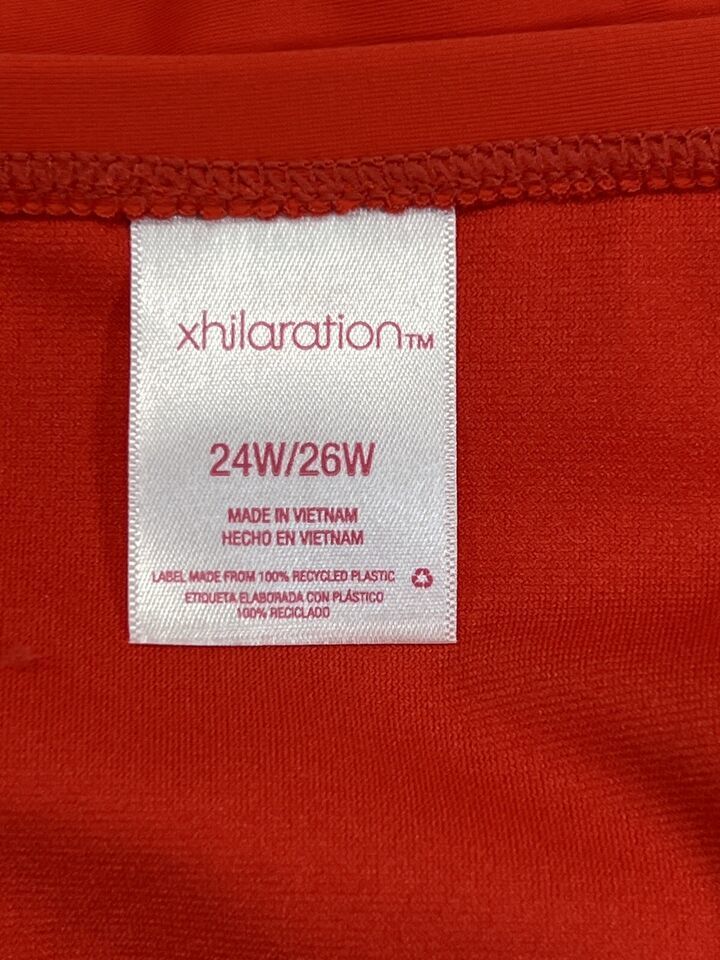 xhilaration™
24W/26W
MADE IN VIETNAM
HECHO EN VIETNAM
LABEL MADE FROM 100% RECYCLED PLASTIC
ETIQUETA ELABORADA CON PLÁSTICO
100% RECICLADO